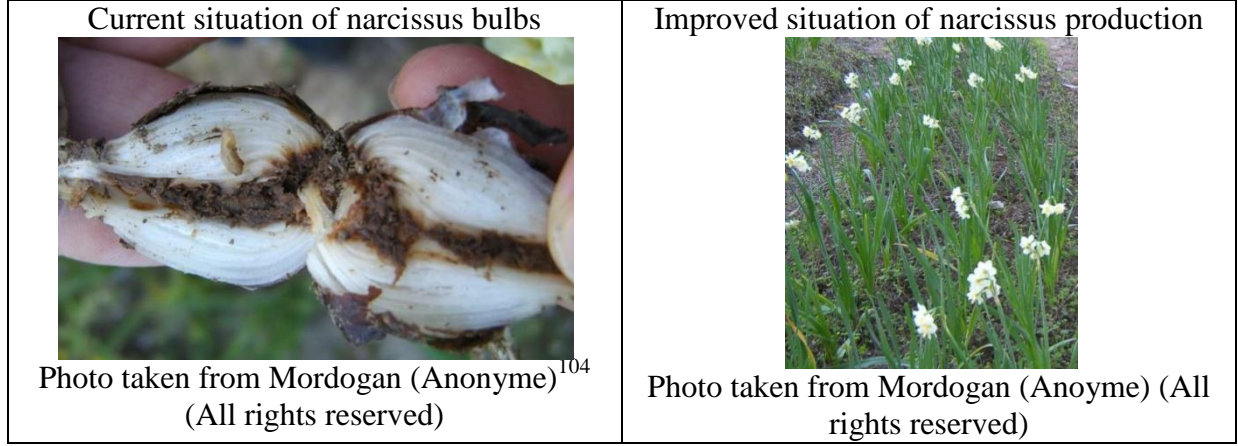 Current situation of narcissus bulbs
Photo taken from Mordogan (Anonyme)104
(All rights reserved)
Improved situation of narcissus production
Photo taken from Mordogan (Anoyme) (All
rights reserved)